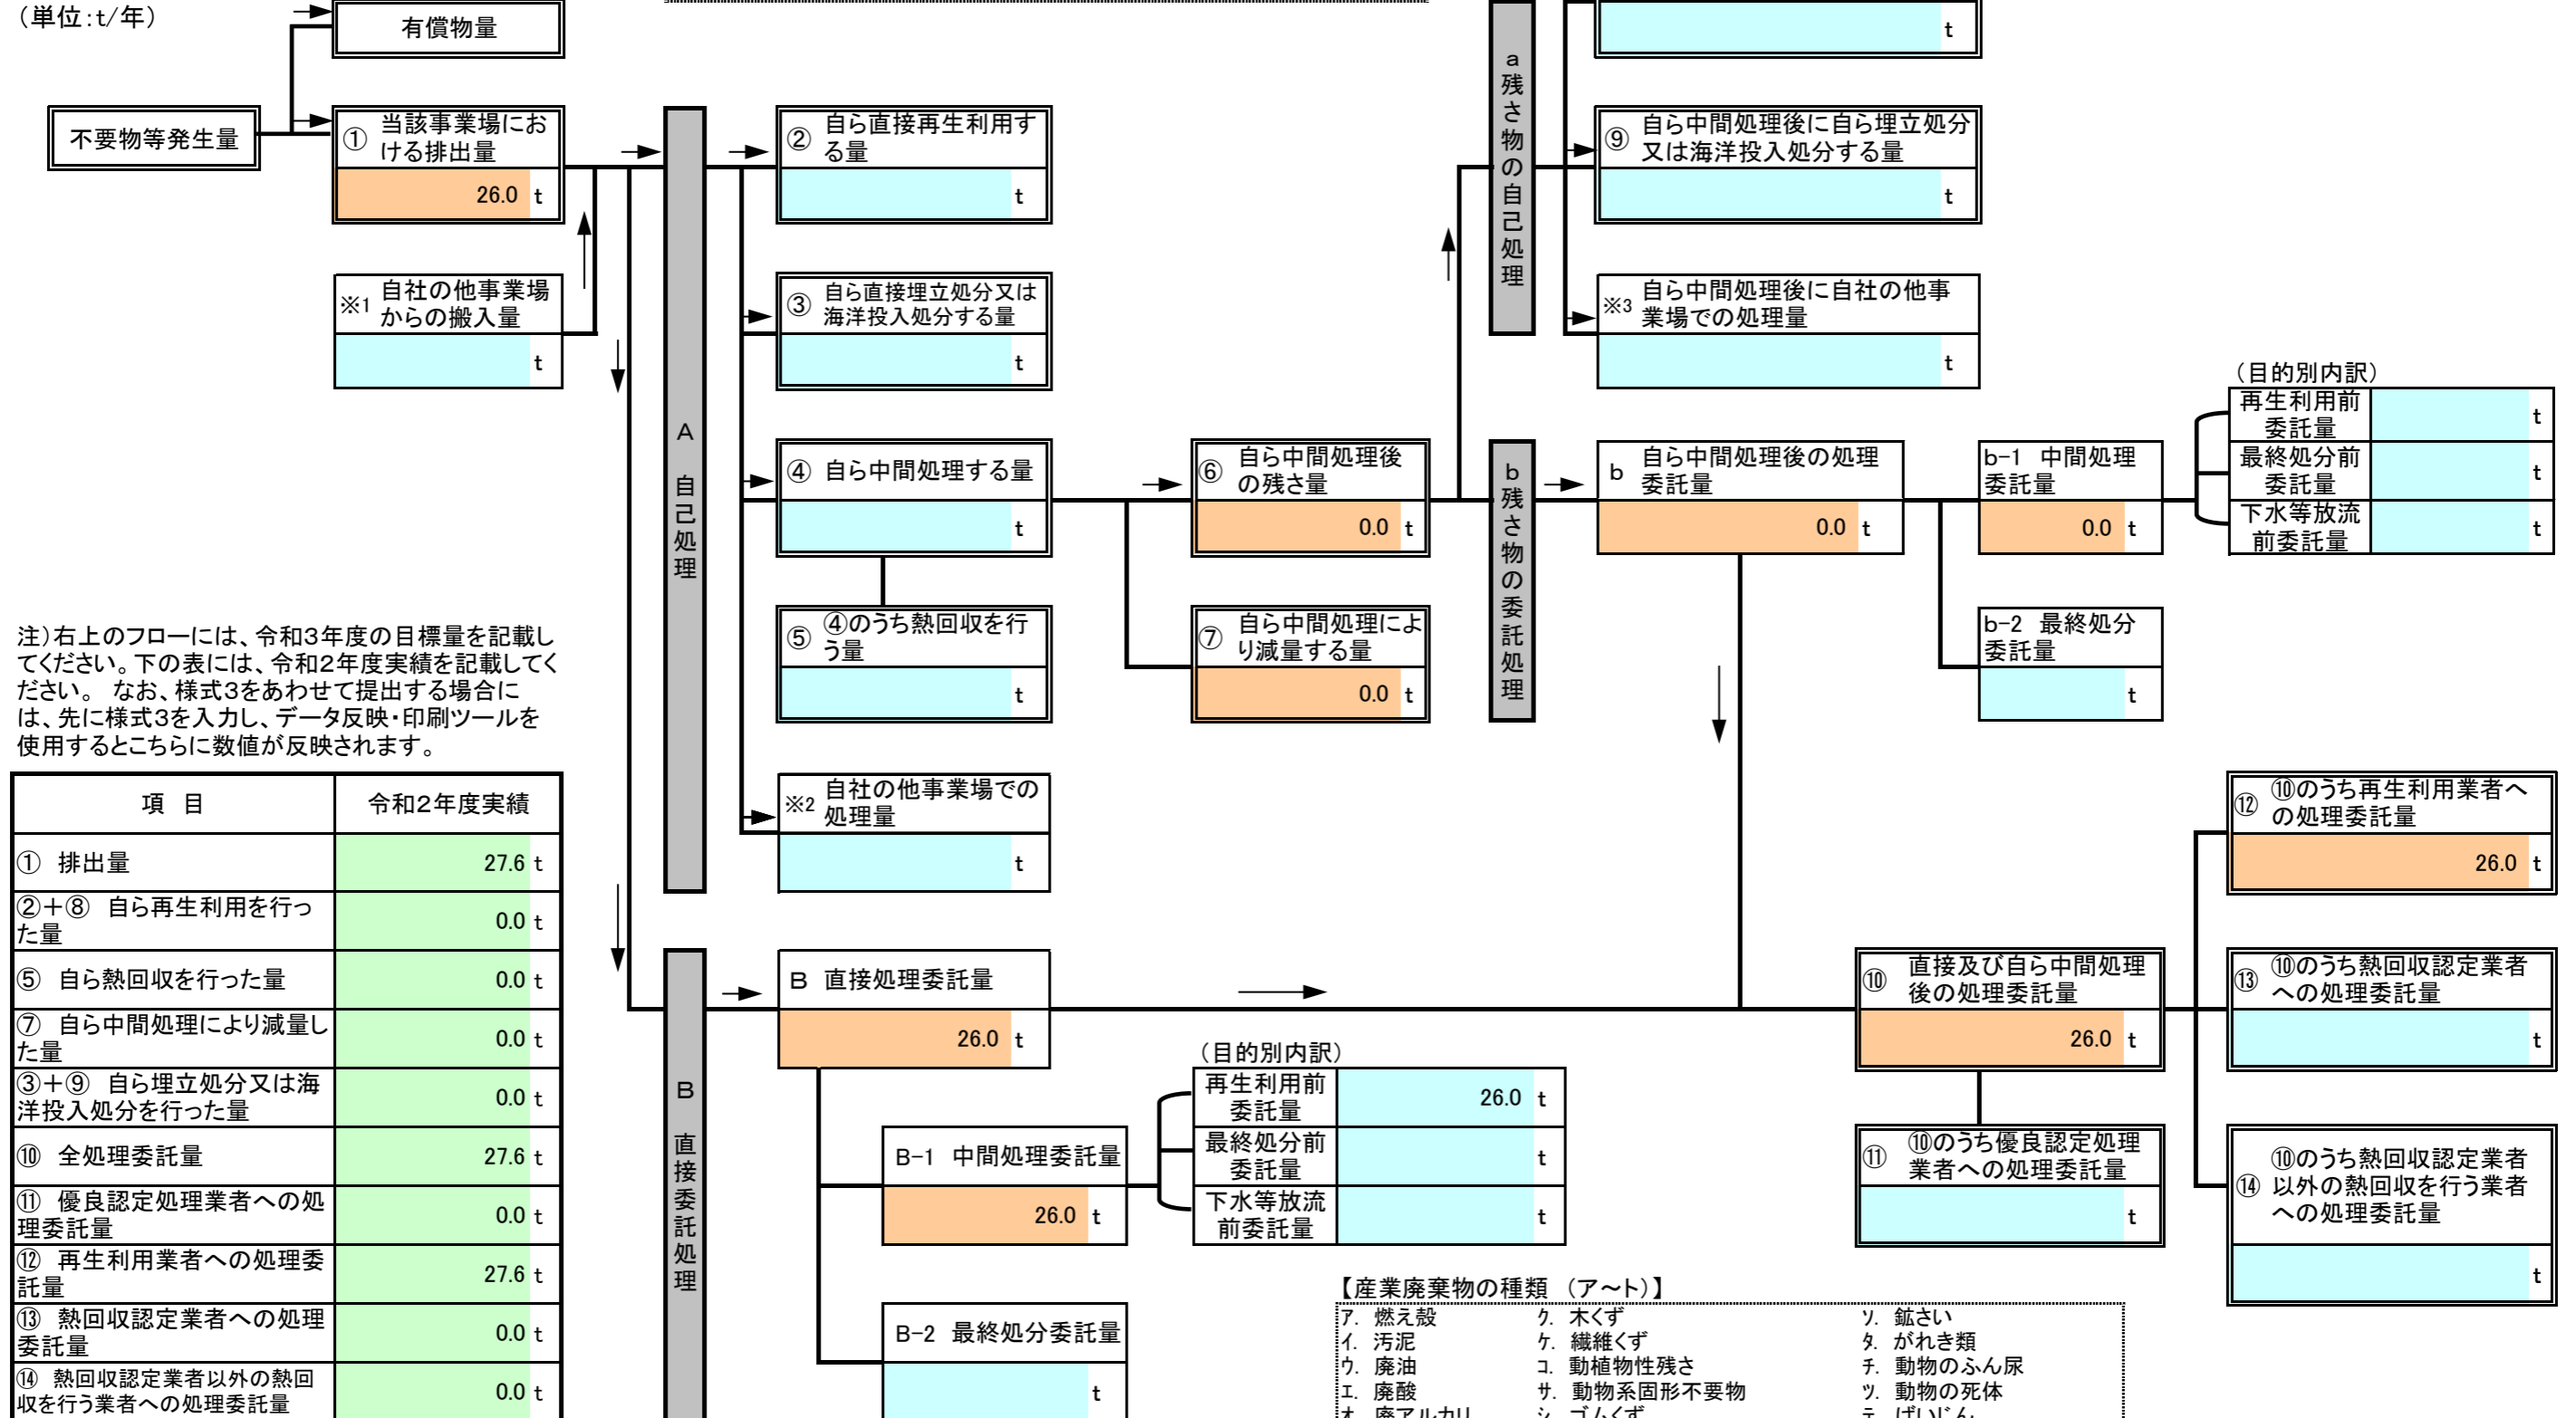 （単位：t/年）
有償物量
t
不要物等発生量
① 当該事業場にお
ける排出量
26.0 t
※1 自社の他事業場
からの搬入量
t
A 自己処理
② 自ら直接再生利用す
る量
t
③ 自ら直接埋立処分又は
海洋投入処分する量
t
④ 自ら中間処理する量
t
⑤ ④のうち熱回収を行
う量
t
※2 自社の他事業場での
処理量
t
⑥ 自ら中間処理後
の残さ量
0.0 t
⑦ 自ら中間処理によ
り減量する量
0.0 t
a 残さ物の自己処理
⑨ 自ら中間処理後に自ら埋立処分
又は海洋投入処分する量
t
※3 自ら中間処理後に自社の他事
業場での処理量
t
b 残さ物の委託処理
b 自ら中間処理後の処理
委託量
0.0 t
b-1 中間処理
委託量
0.0 t
（目的別内訳）
再生利用前
委託量
t
最終処分前
委託量
t
下水等放流
前委託量
t
b-2 最終処分
委託量
t
注）右上のフローには、令和３年度の目標量を記載し
てください。下の表には、令和２年度実績を記載してく
ださい。 なお、様式３をあわせて提出する場合に
は、先に様式３を入力し、データ反映・印刷ツールを
使用するとこちらに数値が反映されます。
項 目 令和２年度実績
① 排出量 27.6 t
②＋⑧ 自ら再生利用を行っ
た量 0.0 t
⑤ 自ら熱回収を行った量 0.0 t
⑦ 自ら中間処理により減量し
た量 0.0 t
③＋⑨ 自ら埋立処分又は海
洋投入処分を行った量 0.0 t
⑩ 全処理委託量 27.6 t
⑪ 優良認定処理業者への処
理委託量 0.0 t
⑫ 再生利用業者への処理委
託量 27.6 t
⑬ 熱回収認定業者への処理
委託量 0.0 t
⑭ 熱回収認定業者以外の熱回
収を行う業者への処理委託量 0.0 t
B 直接委託処理
B 直接処理委託量
26.0 t
B-1 中間処理委託量
26.0 t
（目的別内訳）
再生利用前
委託量
26.0 t
最終処分前
委託量
t
下水等放流
前委託量
t
B-2 最終処分委託量
t
⑩ 直接及び自ら中間処理
後の処理委託量
26.0 t
⑪ ⑩のうち優良認定処理
業者への処理委託量
t
⑫ ⑩のうち再生利用業者へ
の処理委託量
26.0 t
⑬ ⑩のうち熱回収認定業者
への処理委託量
t
⑭ ⑩のうち熱回収認定業者
以外の熱回収を行う業者
への処理委託量
t
【産業廃棄物の種類 （ア～ト）】
ｱ. 燃え殻 ｸ. 木くず ｿ. 鉱さい
ｲ. 汚泥 ｹ. 繊維くず ﾀ. がれき類
ｳ. 廃油 ｺ. 動植物性残さ ﾁ. 動物のふん尿
ｴ. 廃酸 ｻ. 動物系固形不要物 ﾂ. 動物の死体
ｵ. 廃アルカリ ｼ. ゴムくず ﾃ. ばいじん